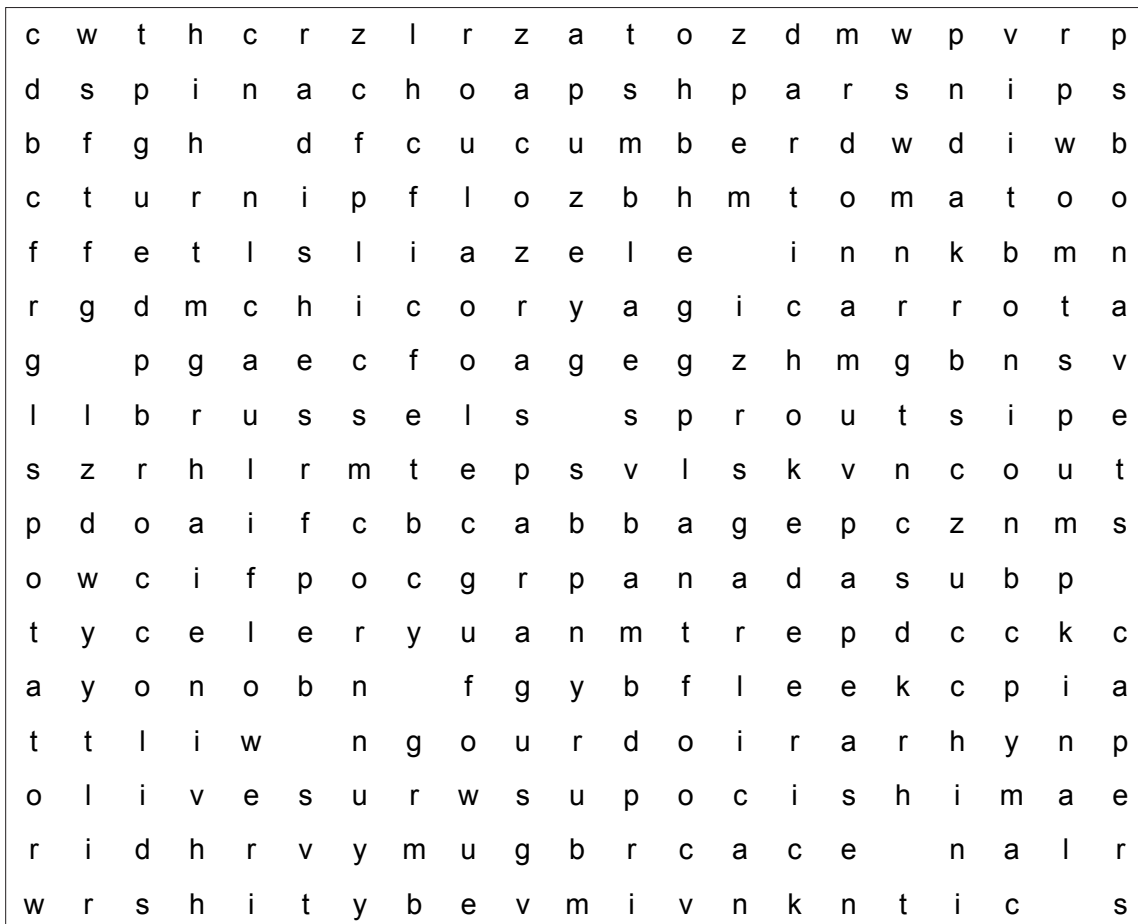 c w t h c r z l r z a t o z d m w p v r p
d s p i n a c h o a p s h p a r s n i p s
b f g h d f c u c u m b e r d w d i w b
c t u r n i p f l o z b h m t o m a t o o
f f e t l s l i a z e l e i n n k b m n
r g d m c h i c o r y a g i c a r r o t a
g p g a e c f o a g e g z h m g b n s v
l l b r u s s e l s s p r o u t s i p e
s z r h l r m t e p s v l s k v n c o u t
p d o a i f c b c a b b a g e p c z n m s
o w c i f p o c g r p a n a d a s u b p
t y c e l e r y u a n m t r e p d c c k c
a y o n o b n f g y b f l e e k c p i a
t t l i w n g o u r d o i r a r h y n p
o l i v e s u r w s u p o c i s h i m a e
r i d h r v y m u g b r c a c e n a l r
w r s h i t y b e v m i v n k n t i c s